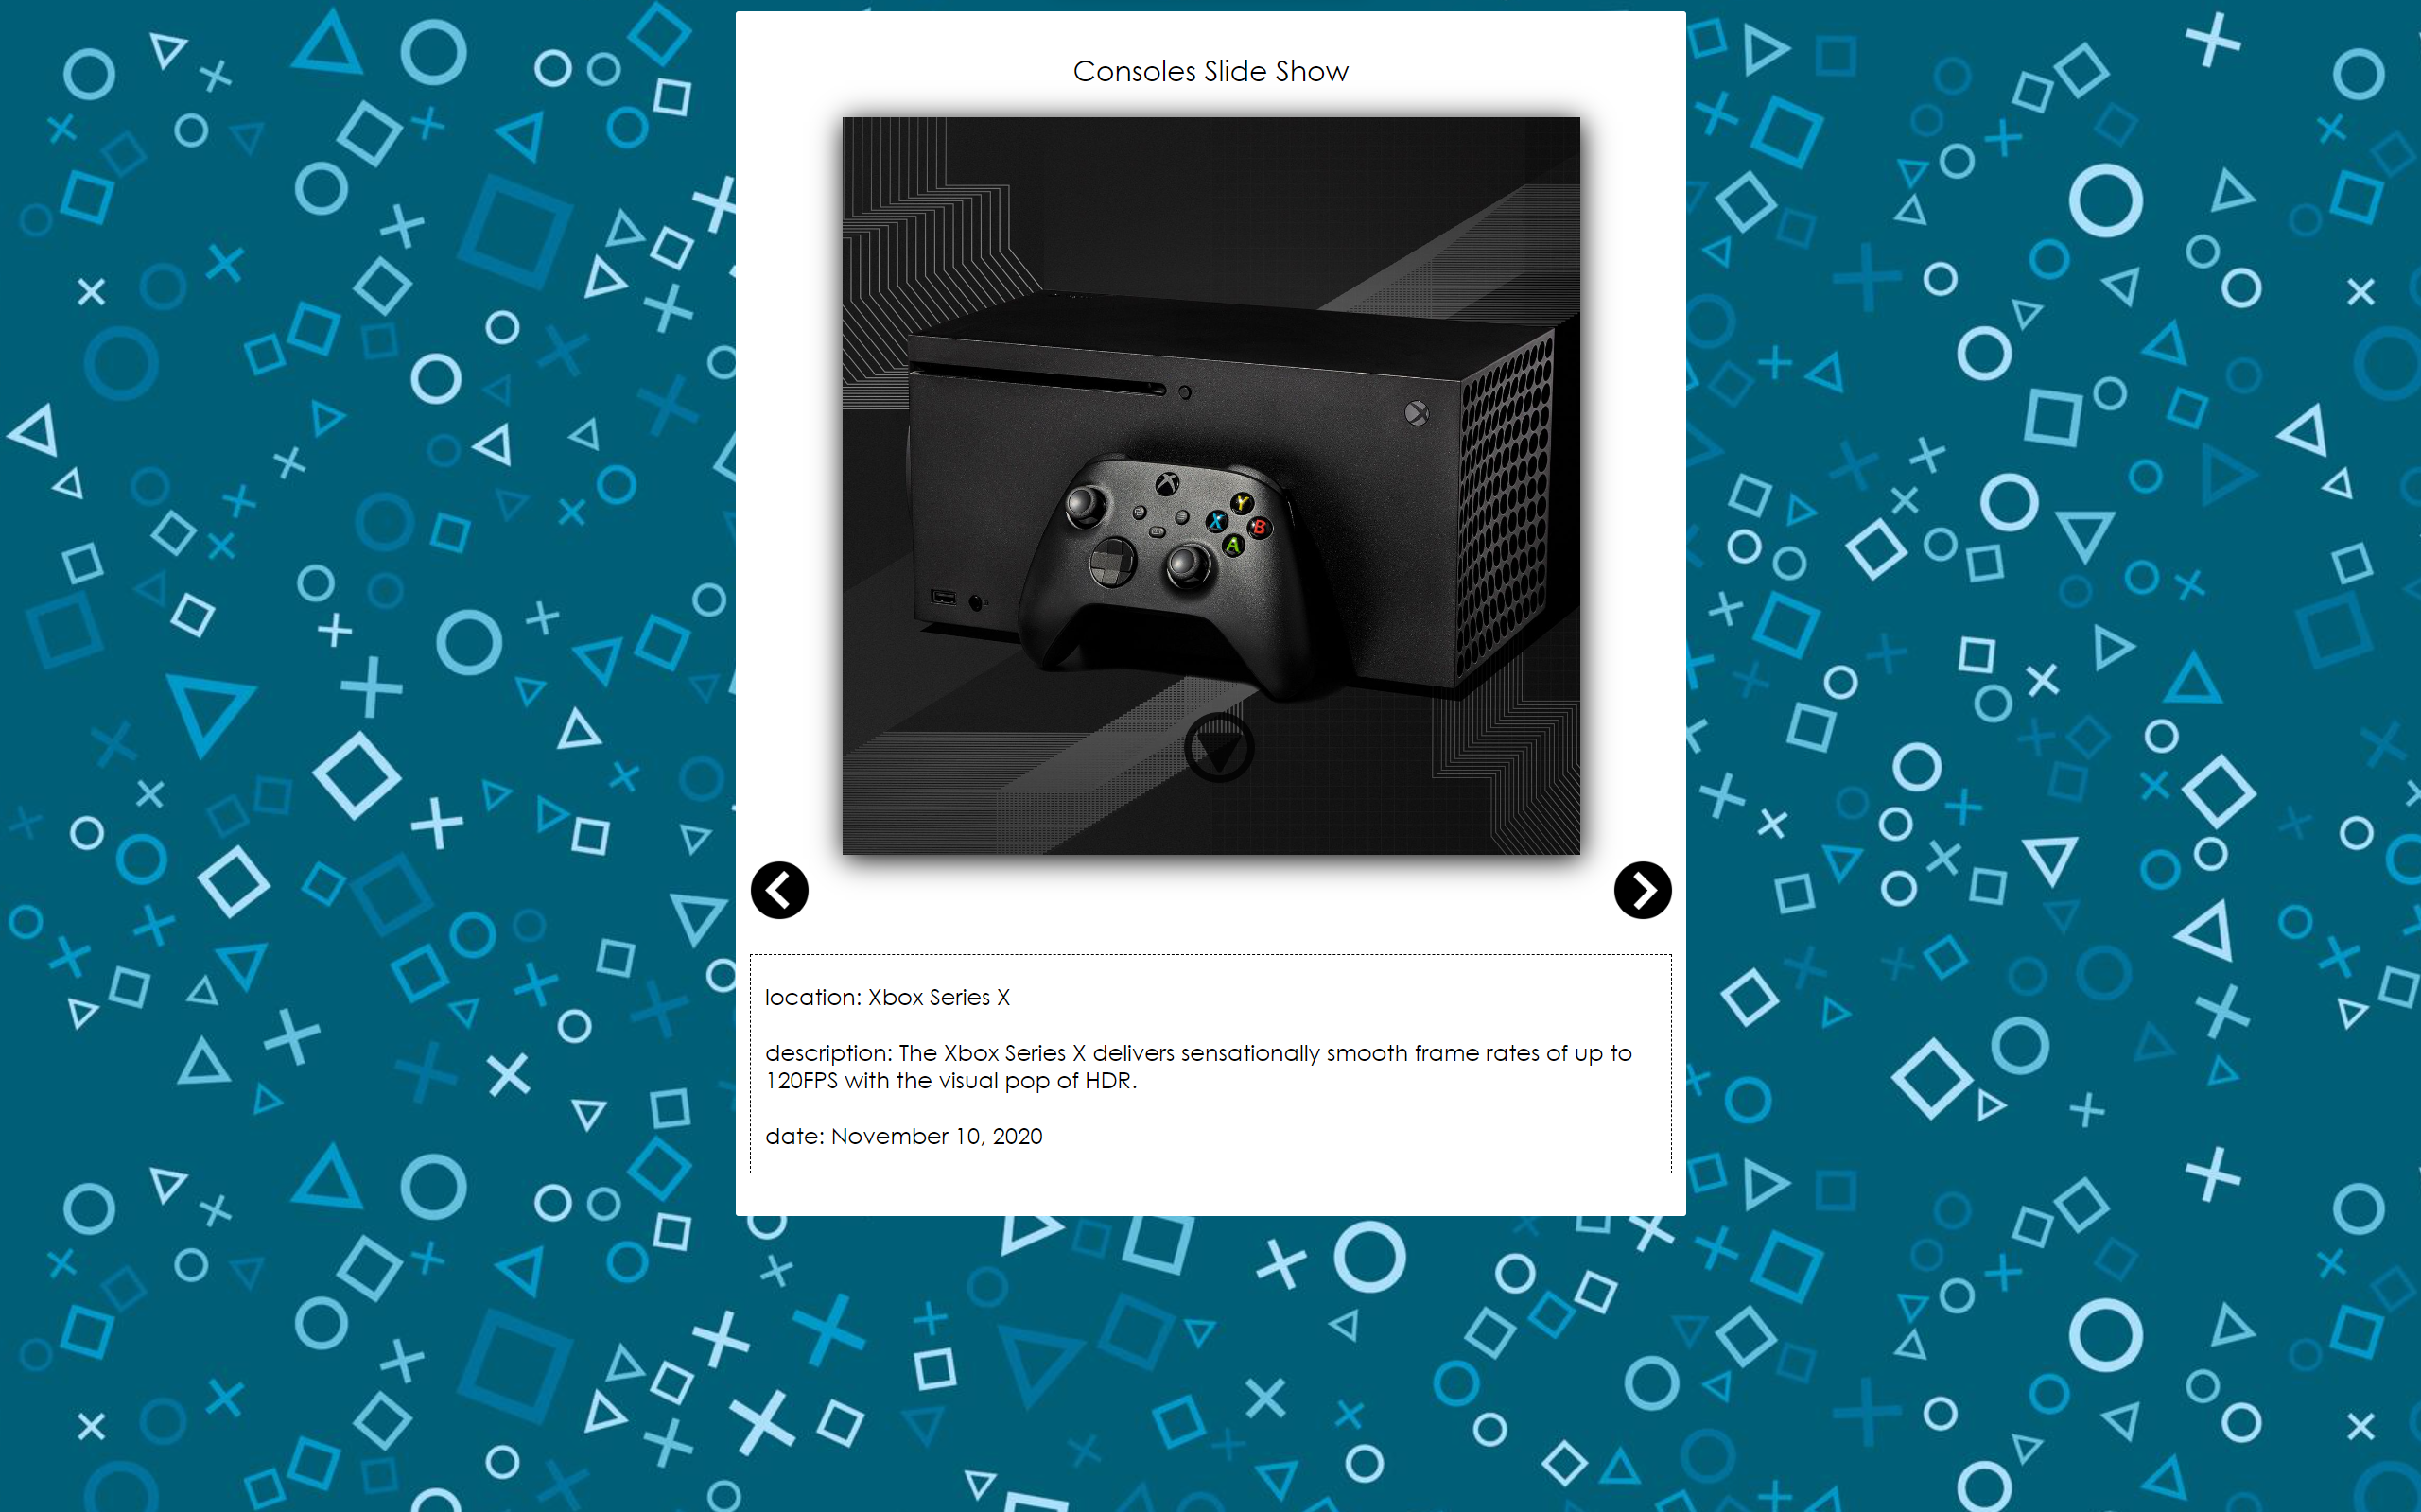 Consoles Slide Show
Y
X
B
A
location: Xbox Series X
description: The Xbox Series X delivers sensationally smooth frame rates of up to
120FPS with the visual pop of HDR.
date: November 10, 2020